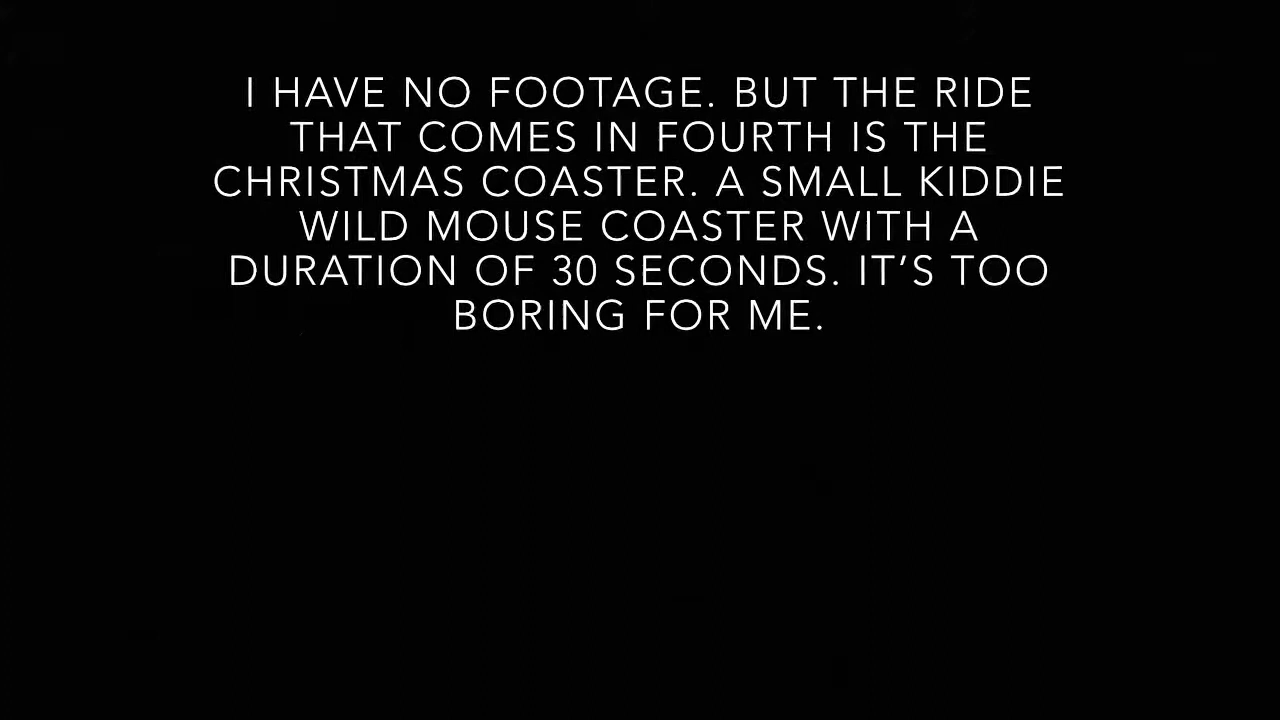 I HAVE NO FOOTAGE. BUT THE RIDE
THAT COMES IN FOURTH IS THE
CHRISTMAS COASTER. A SMALL KIDDIE
WILD MOUSE COASTER WITH A
DURATION OF 30 SECONDS. IT’S TOO
BORING FOR ME.